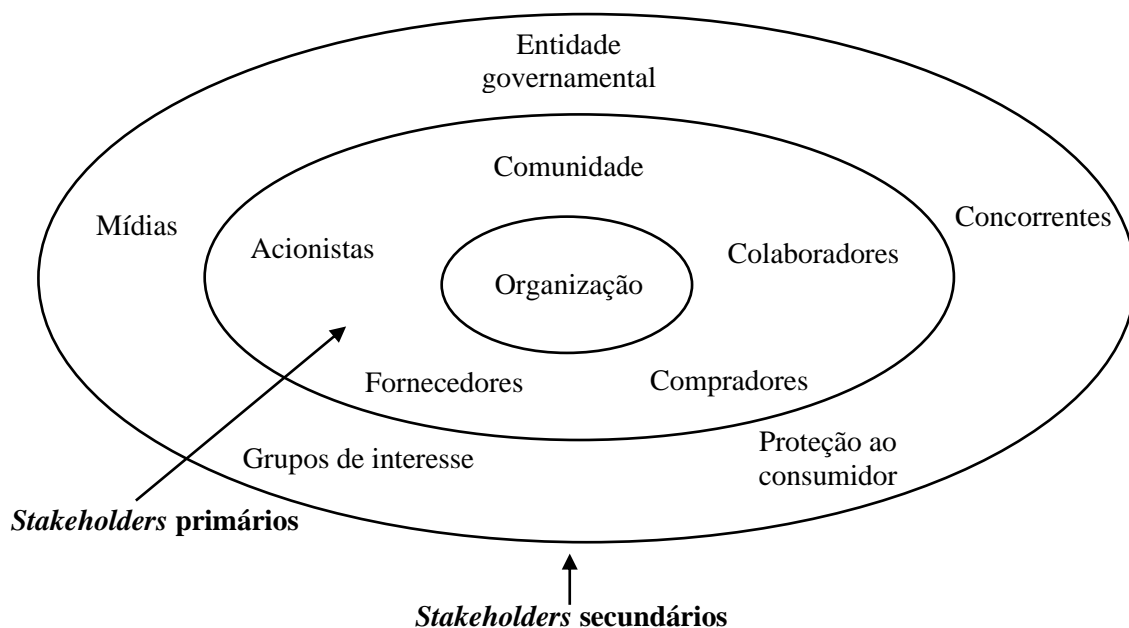 Entidade
governamental
Comunidade
Mídias
Concorrentes
Acionistas
Colaboradores
Organização
Fornecedores
Compradores
Proteção ao
consumidor
Grupos de interesse
Stakeholders primários
Stakeholders secundários